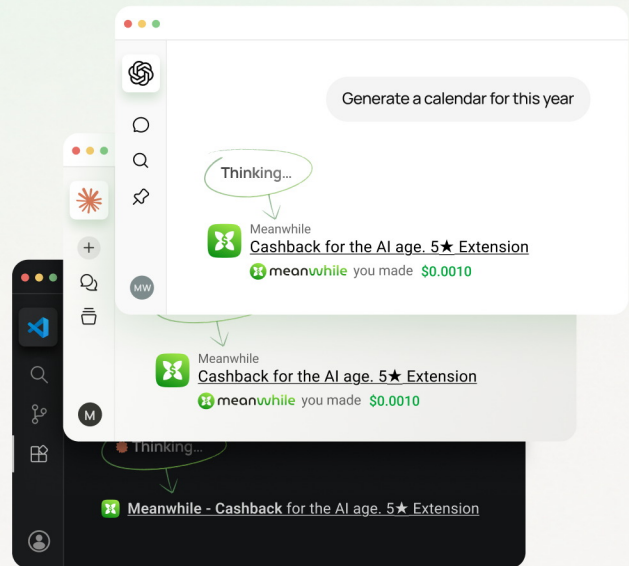 Generate a calendar for this year
Thinking...
Meanwhile
Cashback for the AI age. 5★ Extension
meanwhile you made $0.0010
MW
Meanwhile
Cashback for the AI age. 5★ Extension
meanwhile you made $0.0010
M
Thinking...
Meanwhile - Cashback for the AI age. 5★ Extension